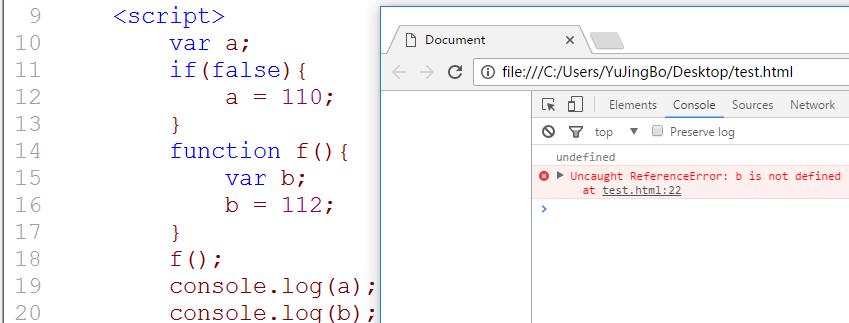 9 <script>
10 var a;
11 if(false){
12 a = 110;
13 }
14 function f(){
15 var b;
16 b = 112;
17 }
18 f();
19 console.log(a);
20 console.log(b);
Document
file:///C:/Users/YuJingBo/Desktop/test.html
Elements Console Sources Network
top Preserve log
undefined
Uncaught ReferenceError: b is not defined
at test.html:22